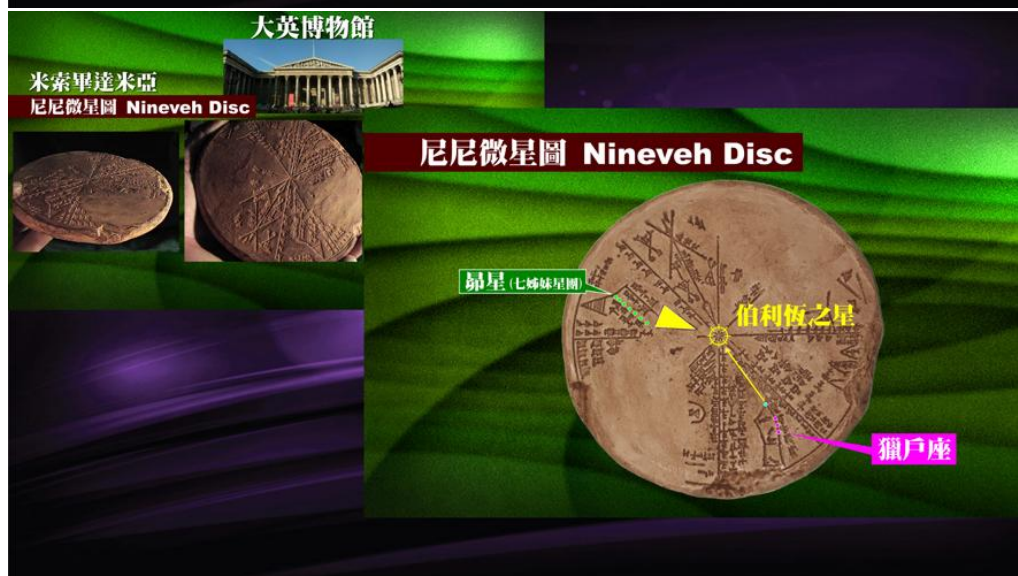 大英博物館
米索畢達米亞
尼尼微星圖 Nineveh Disc
尼尼微星圖 Nineveh Disc
昴星 (七姊妹星團)
伯利恆之星
獵戶座